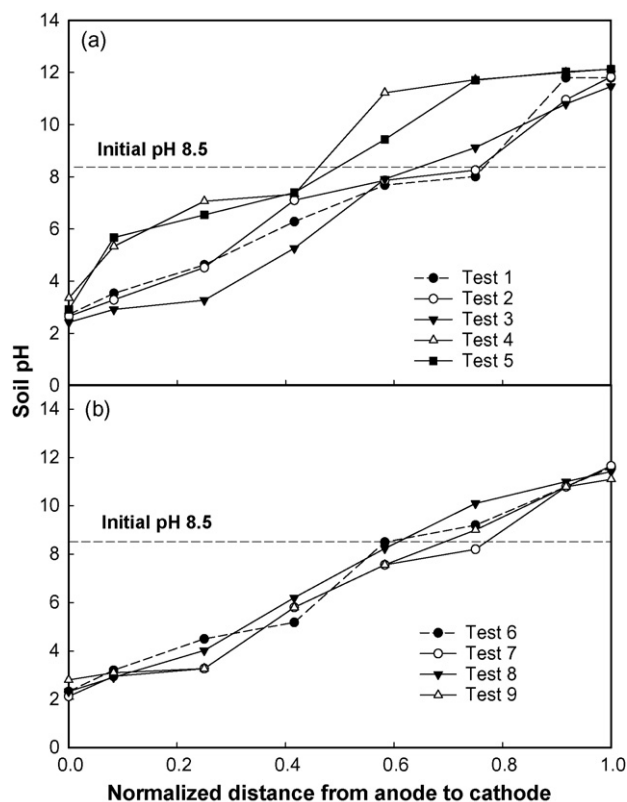 (a)
14
12
10
8
6
4
2
0
Initial pH 8.5
Test 1
Test 2
Test 3
Test 4
Test 5
Soil pH
(b)
14
12
10
8
6
4
2
0
Initial pH 8.5
Test 6
Test 7
Test 8
Test 9
0.0 0.2 0.4 0.6 0.8 1.0
Normalized distance from anode to cathode